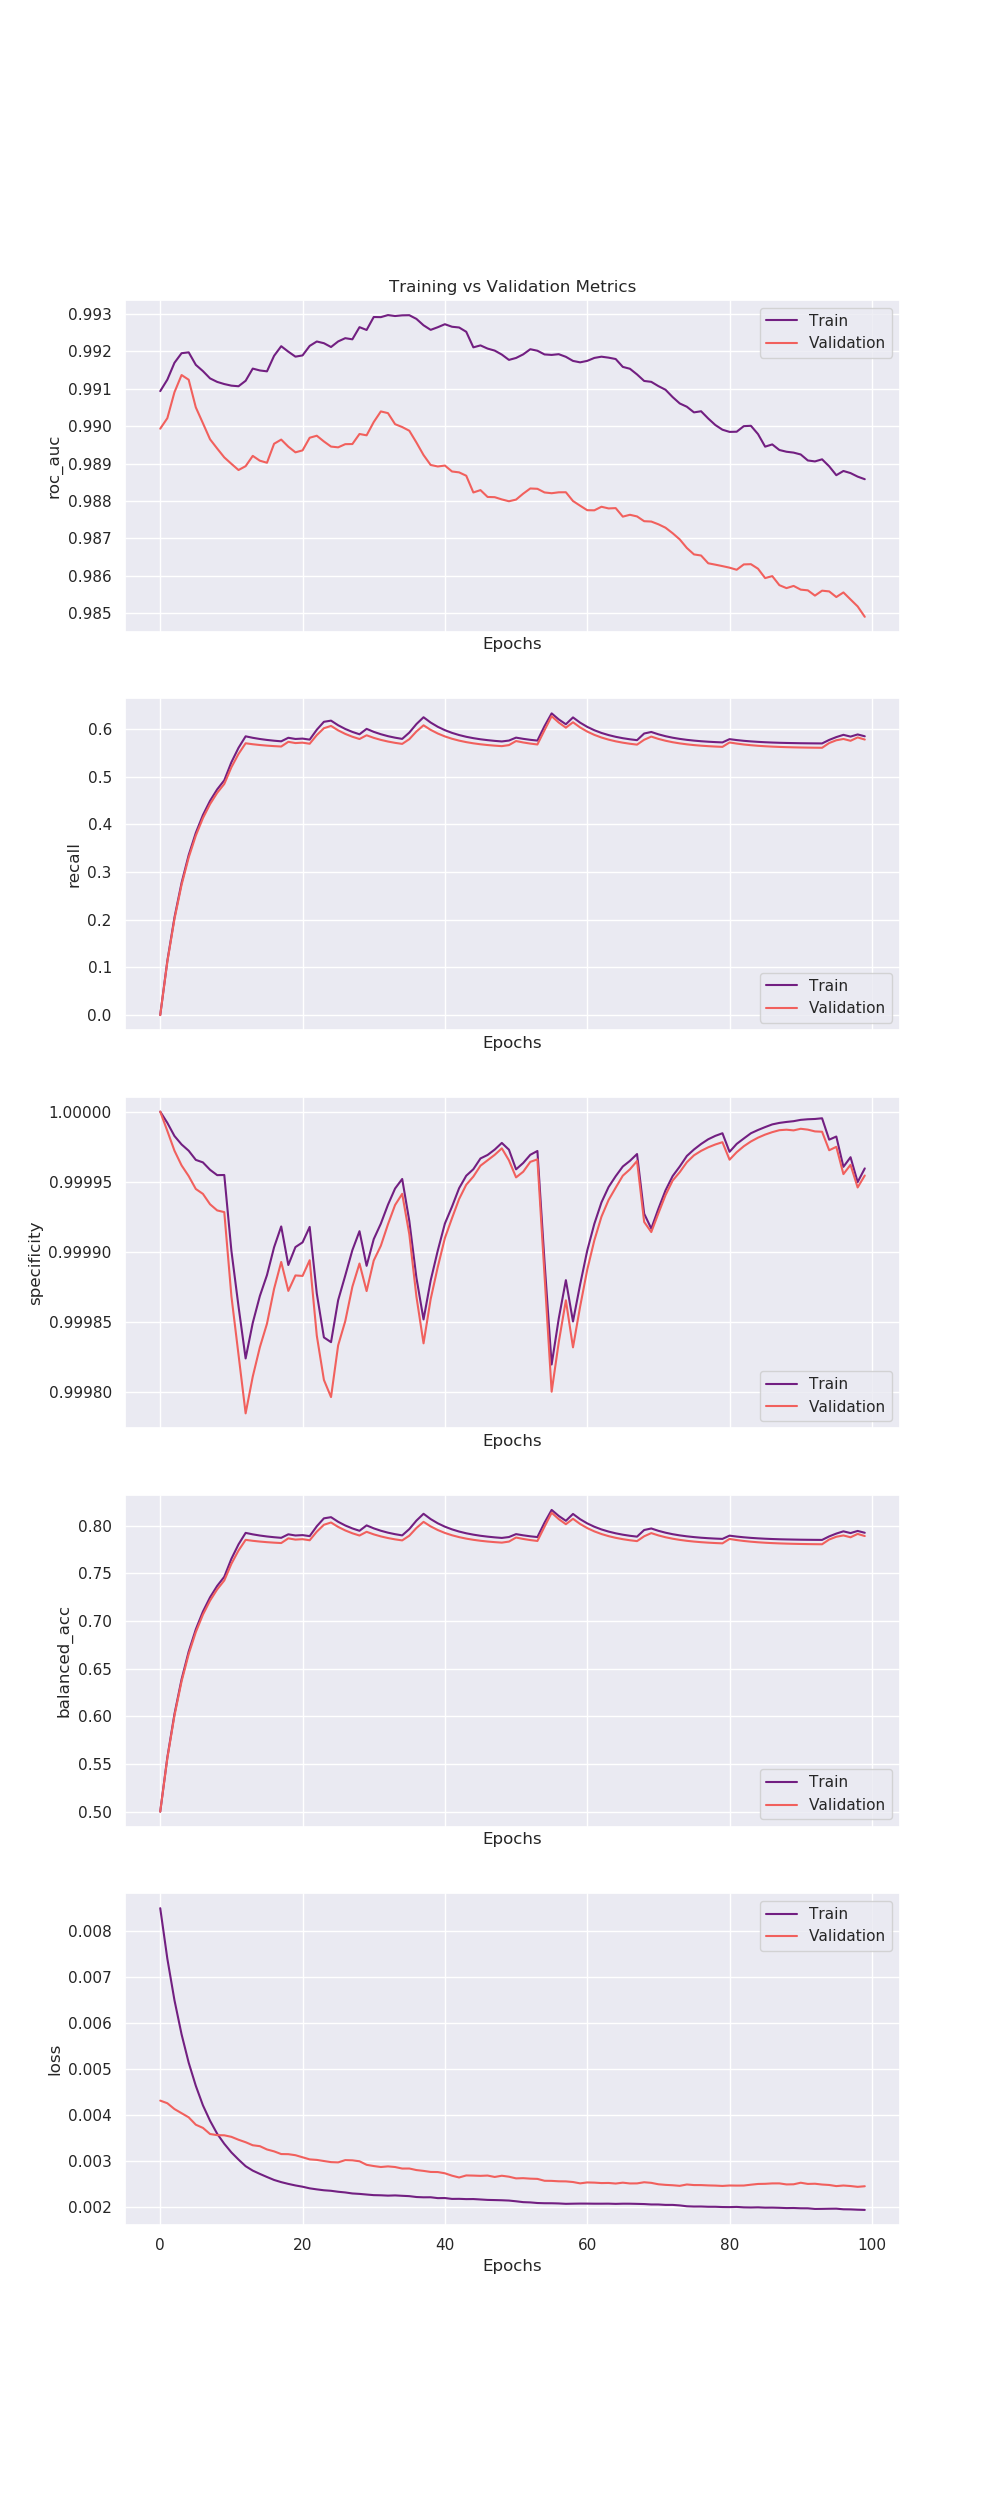 Training vs Validation Metrics
0.993
0.992
0.991
0.990
0.989
0.988
0.987
0.986
0.985
roc_auc
Train
Validation
Epochs
0.6
0.5
0.4
0.3
0.2
0.1
0.0
recall
Train
Validation
Epochs
1.00000
0.99995
0.99990
0.99985
0.99980
specificity
Train
Validation
Epochs
0.80
0.75
0.70
0.65
0.60
0.55
0.50
balanced_acc
Train
Validation
Epochs
0.008
0.007
0.006
0.005
0.004
0.003
0.002
loss
Train
Validation
0 20 40 60 80 100
Epochs